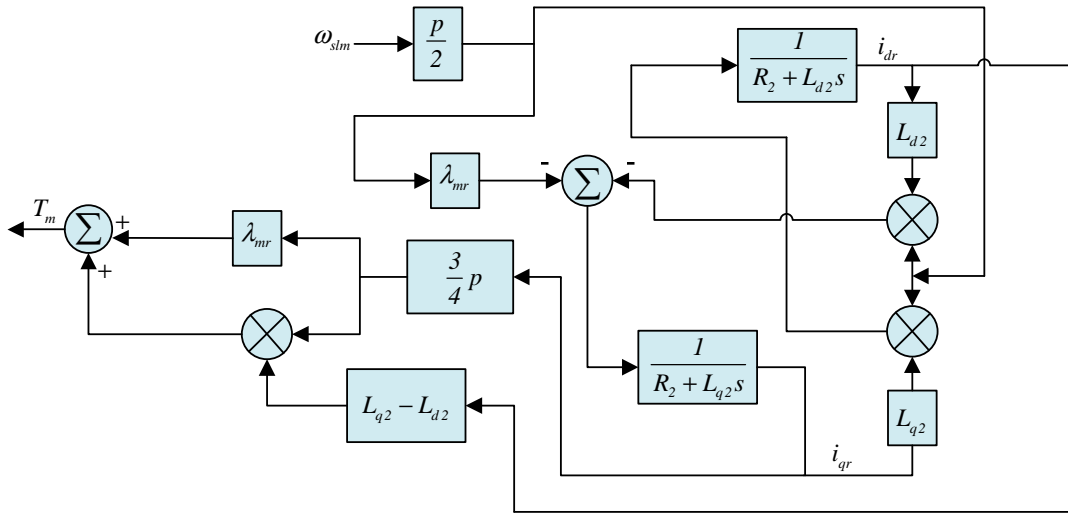 ω_slm
p/2
1/(R_2 + L_d2 s)
i_dr
L_d2
λ_mr
-
Σ
-
T_m
Σ
+
λ_mr
+
3/4 p
1/(R_2 + L_q2 s)
L_q2 − L_d2
L_q2
i_qr